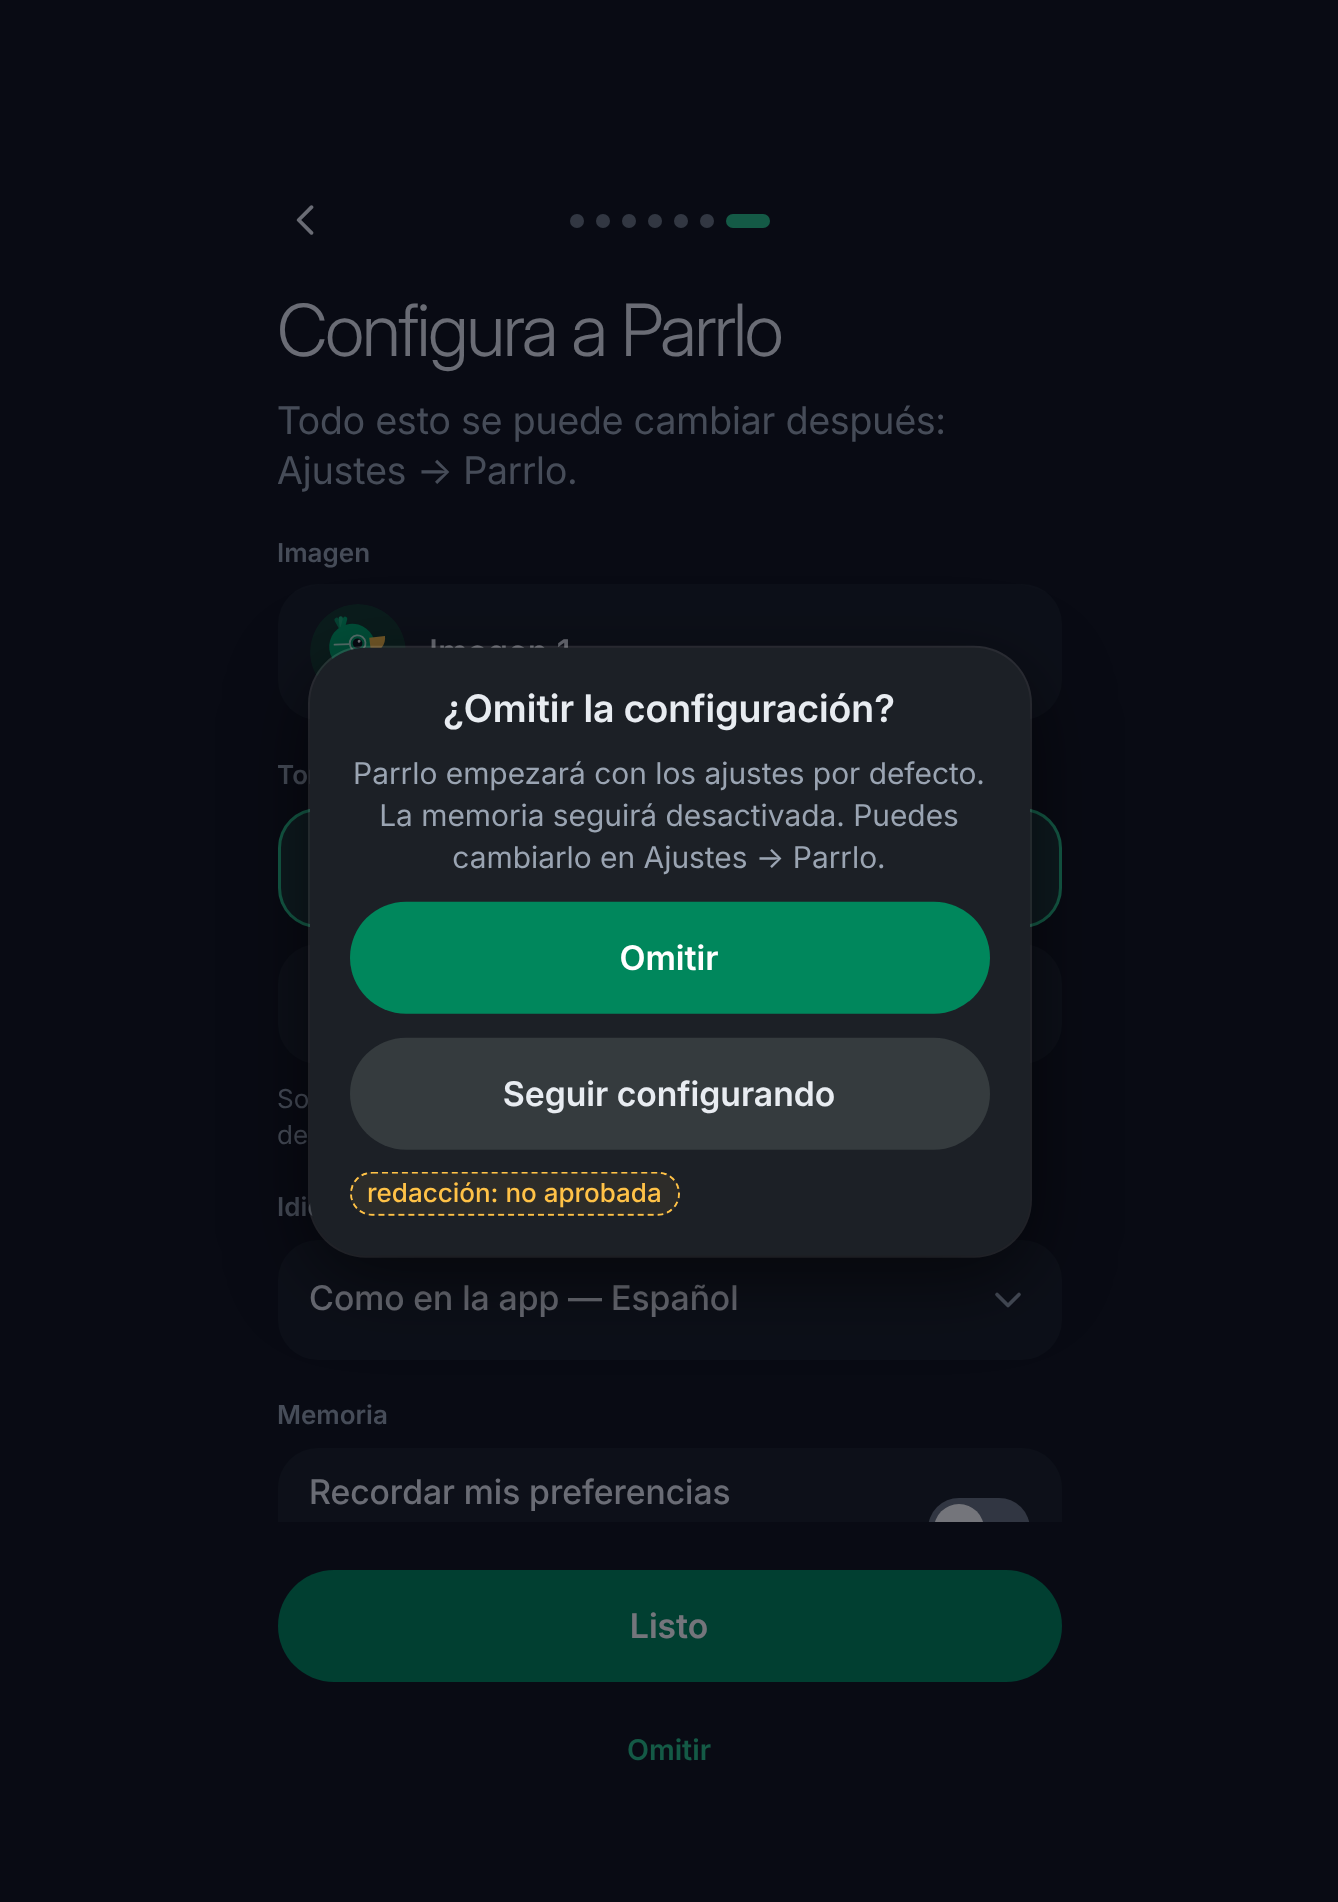 Configura a Parrlo
Todo esto se puede cambiar después:
Ajustes → Parrlo.
Imagen
Imagen 1
¿Omitir la configuración?
Parrlo empezará con los ajustes por defecto.
La memoria seguirá desactivada. Puedes
cambiarlo en Ajustes → Parrlo.
Omitir
Seguir configurando
redacción: no aprobada
Como en la app — Español
Memoria
Recordar mis preferencias
Listo
Omitir